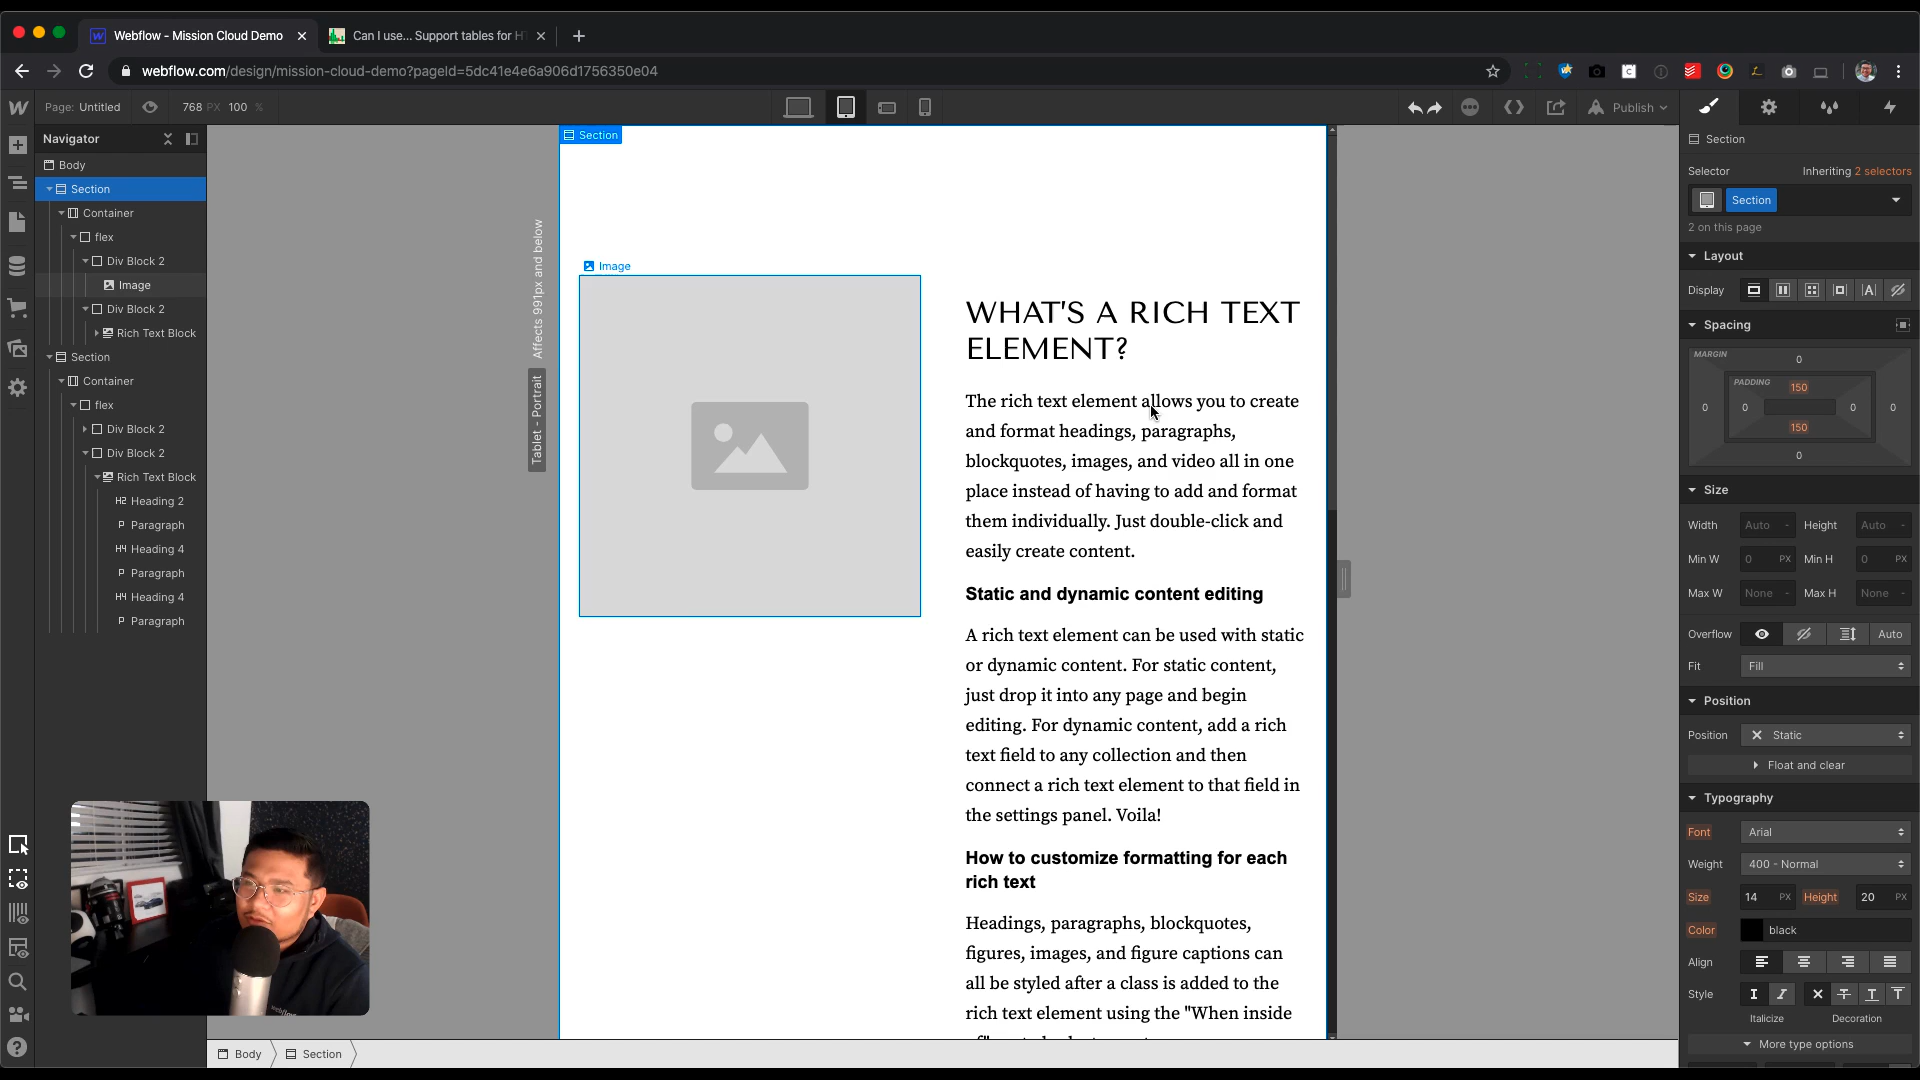 Webflow - Mission Cloud Demo
Can I use... Support tables for H
webflow.com/design/mission-cloud-demo?pageId=5dc41e4e6a906d1756350e04
Page: Untitled
768 PX 100 %
Publish
Navigator
Body
Section
Container
flex
Div Block 2
Image
Div Block 2
Rich Text Block
Section
Container
flex
Div Block 2
Div Block 2
Rich Text Block
H2 Heading 2
P Paragraph
H4 Heading 4
P Paragraph
H4 Heading 4
P Paragraph
Affects 991px and below
Tablet - Portrait
Section
Image
WHAT'S A RICH TEXT
ELEMENT?
The rich text element allows you to create
and format headings, paragraphs,
blockquotes, images, and video all in one
place instead of having to add and format
them individually. Just double-click and
easily create content.
Static and dynamic content editing
A rich text element can be used with static
or dynamic content. For static content,
just drop it into any page and begin
editing. For dynamic content, add a rich
text field to any collection and then
connect a rich text element to that field in
the settings panel. Voila!
How to customize formatting for each
rich text
Headings, paragraphs, blockquotes,
figures, images, and figure captions can
all be styled after a class is added to the
rich text element using the "When inside
Body
Section
Section
Selector
Inheriting 2 selectors
Section
2 on this page
Layout
Display
Spacing
MARGIN
0
PADDING
150
0 0 0 0
150
0
Size
Width Auto - Height Auto -
Min W 0 PX Min H 0 PX
Max W None - Max H None -
Overflow Auto
Fit Fill
Position
Position Static
Float and clear
Typography
Font Arial
Weight 400 - Normal
Size 14 PX Height 20 PX
Color black
Align
Style
Italicize Decoration
More type options